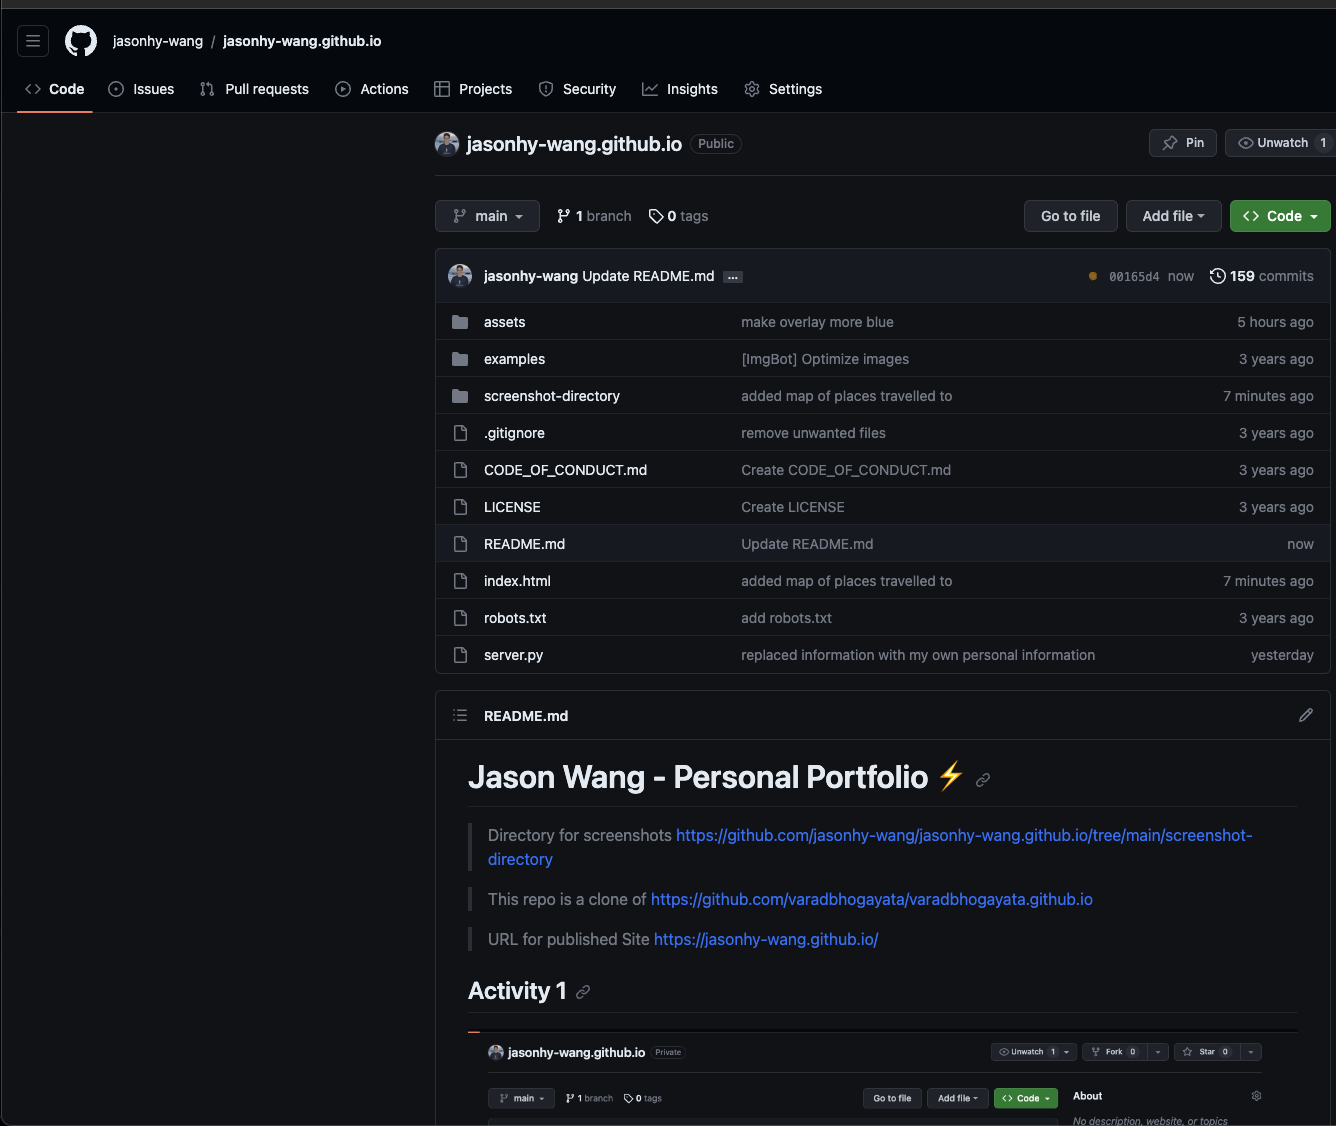 jasonhy-wang / jasonhy-wang.github.io
Code Issues Pull requests Actions Projects Security Insights Settings
jasonhy-wang.github.io Public Pin Unwatch 1
main 1 branch 0 tags Go to file Add file Code
jasonhy-wang Update README.md ... 00165d4 now 159 commits
assets make overlay more blue 5 hours ago
examples [ImgBot] Optimize images 3 years ago
screenshot-directory added map of places travelled to 7 minutes ago
.gitignore remove unwanted files 3 years ago
CODE_OF_CONDUCT.md Create CODE_OF_CONDUCT.md 3 years ago
LICENSE Create LICENSE 3 years ago
README.md Update README.md now
index.html added map of places travelled to 7 minutes ago
robots.txt add robots.txt 3 years ago
server.py replaced information with my own personal information yesterday
README.md
Jason Wang - Personal Portfolio ⚡
Directory for screenshots https://github.com/jasonhy-wang/jasonhy-wang.github.io/tree/main/screenshot-
directory
This repo is a clone of https://github.com/varadbhogayata/varadbhogayata.github.io
URL for published Site https://jasonhy-wang.github.io/
Activity 1
jasonhy-wang.github.io Private Unwatch 1 Fork 0 Star 0
main 1 branch 0 tags Go to file Add file Code About
No description, website, or topics